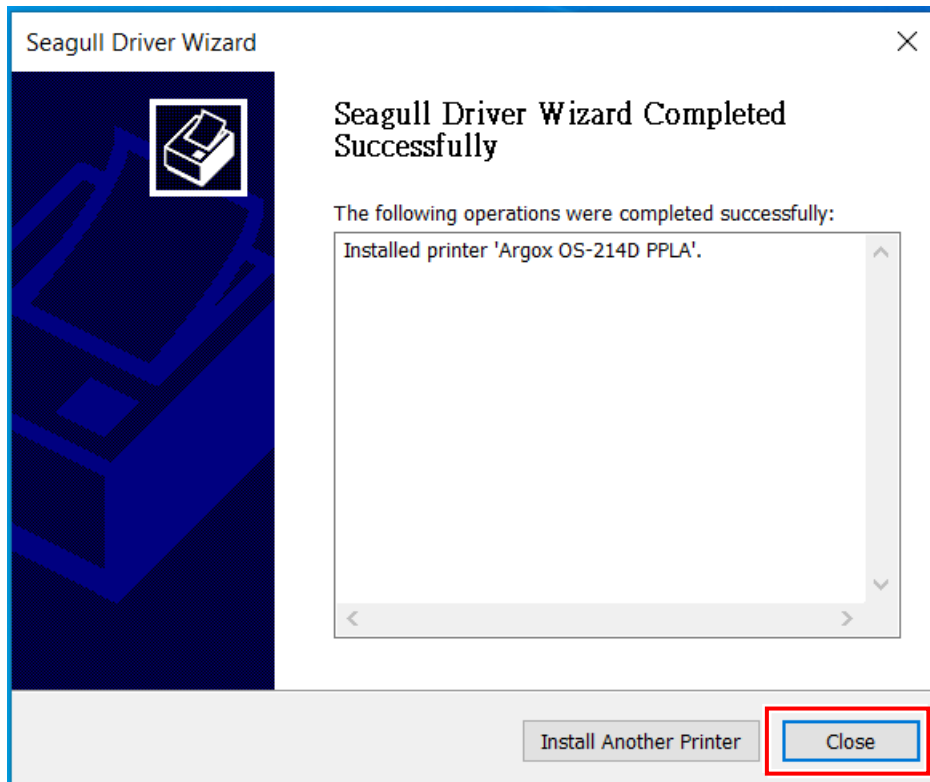 Seagull Driver Wizard
Seagull Driver Wizard Completed
Successfully
The following operations were completed successfully:
Installed printer 'Argox OS-214D PPLA'.
Install Another Printer
Close